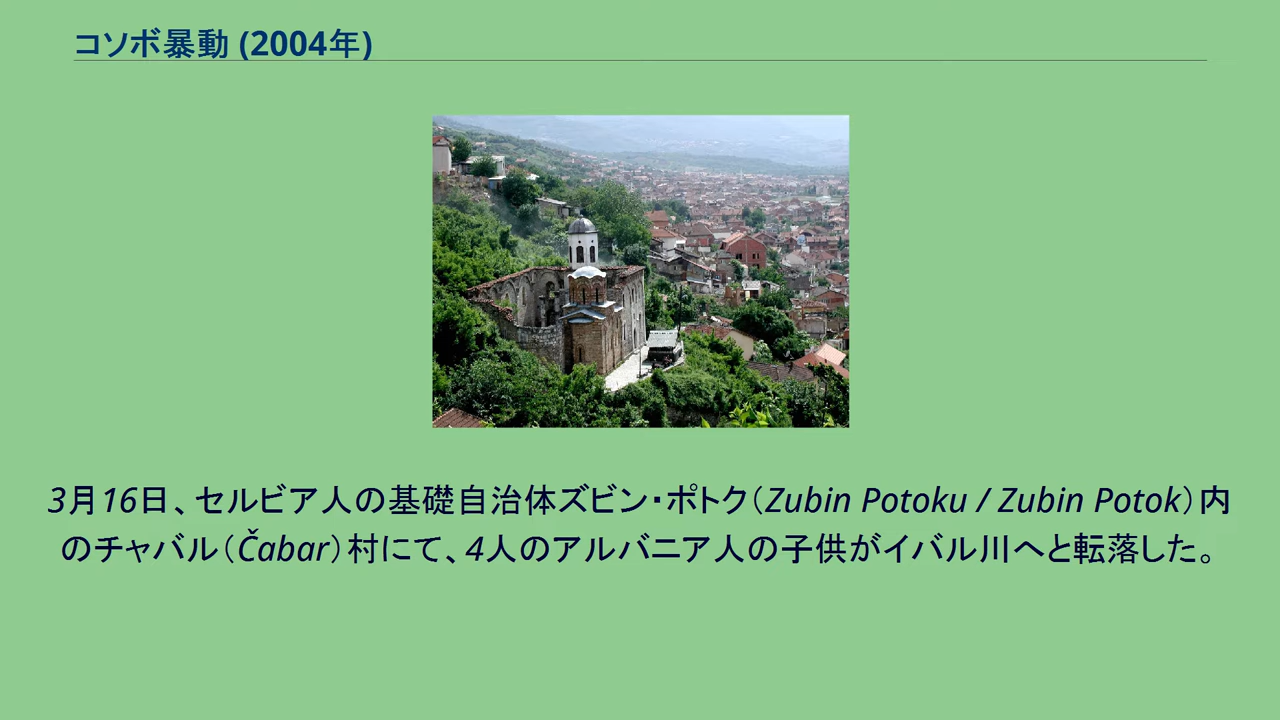 コソボ暴動 (2004年)
3月16日、セルビア人の基礎自治体ズビン・ポトク（Zubin Potoku / Zubin Potok）内
のチャバル（Čabar）村にて、4人のアルバニア人の子供がイバル川へと転落した。